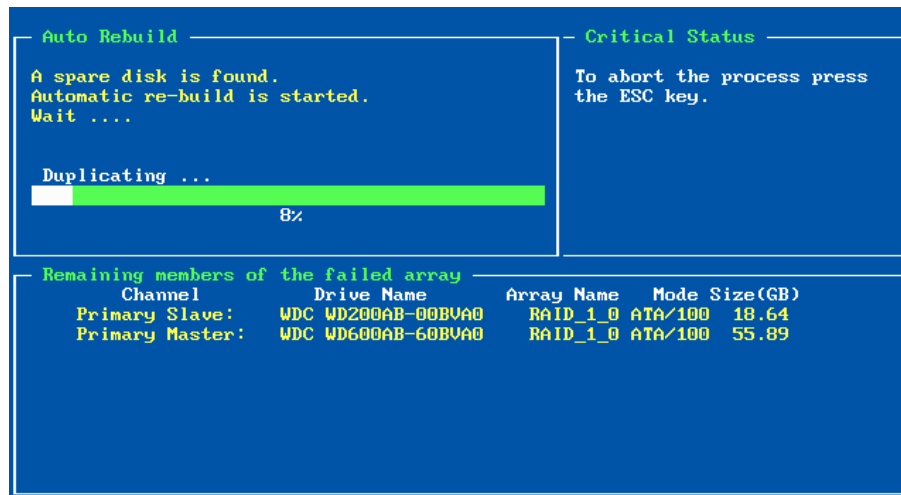 Auto Rebuild
A spare disk is found.
Automatic re-build is started.
Wait ....
Duplicating ...
8%
Critical Status
To abort the process press
the ESC key.
Remaining members of the failed array
Channel Drive Name Array Name Mode Size(GB)
Primary Slave: WDC WD200AB-00BVA0 RAID_1_0 ATA/100 18.64
Primary Master: WDC WD600AB-60BVA0 RAID_1_0 ATA/100 55.89